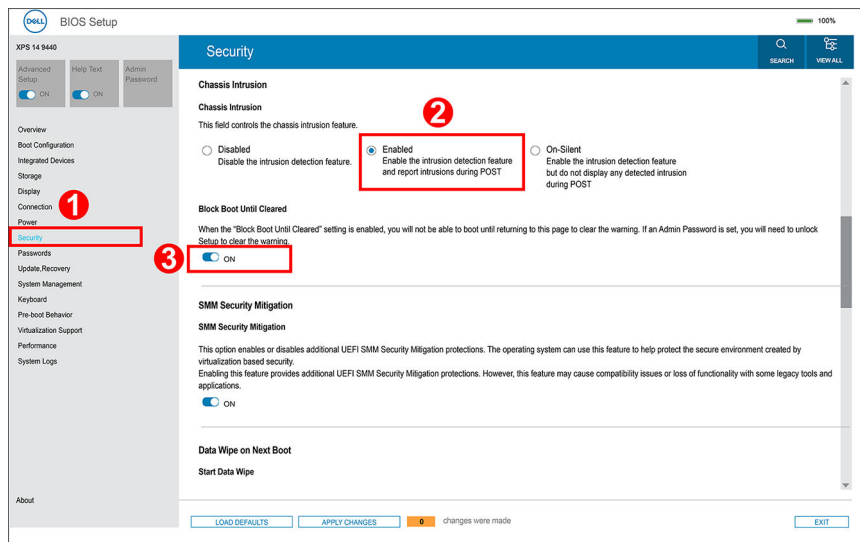 DELL
BIOS Setup
100%
XPS 14 9440
Advanced Setup
ON
Help Text
ON
Admin Password
Overview
Boot Configuration
Integrated Devices
Storage
Display
Connection
1
Power
Security
Passwords
Update,Recovery
System Management
Keyboard
Pre-boot Behavior
Virtualization Support
Performance
System Logs
About
Security
SEARCH
VIEW ALL
Chassis Intrusion
Chassis Intrusion
This field controls the chassis intrusion feature.
2
Disabled
Disable the intrusion detection feature.
Enabled
Enable the intrusion detection feature
and report intrusions during POST
On-Silent
Enable the intrusion detection feature
but do not display any detected intrusion
during POST
Block Boot Until Cleared
When the “Block Boot Until Cleared” setting is enabled, you will not be able to boot until returning to this page to clear the warning. If an Admin Password is set, you will need to unlock
Setup to clear the warning.
3
ON
SMM Security Mitigation
SMM Security Mitigation
This option enables or disables additional UEFI SMM Security Mitigation protections. The operating system can use this feature to help protect the secure environment created by
virtualization based security.
Enabling this feature provides additional UEFI SMM Security Mitigation protections. However, this feature may cause compatibility issues or loss of functionality with some legacy tools and
applications.
ON
Data Wipe on Next Boot
Start Data Wipe
LOAD DEFAULTS
APPLY CHANGES
0 changes were made
EXIT